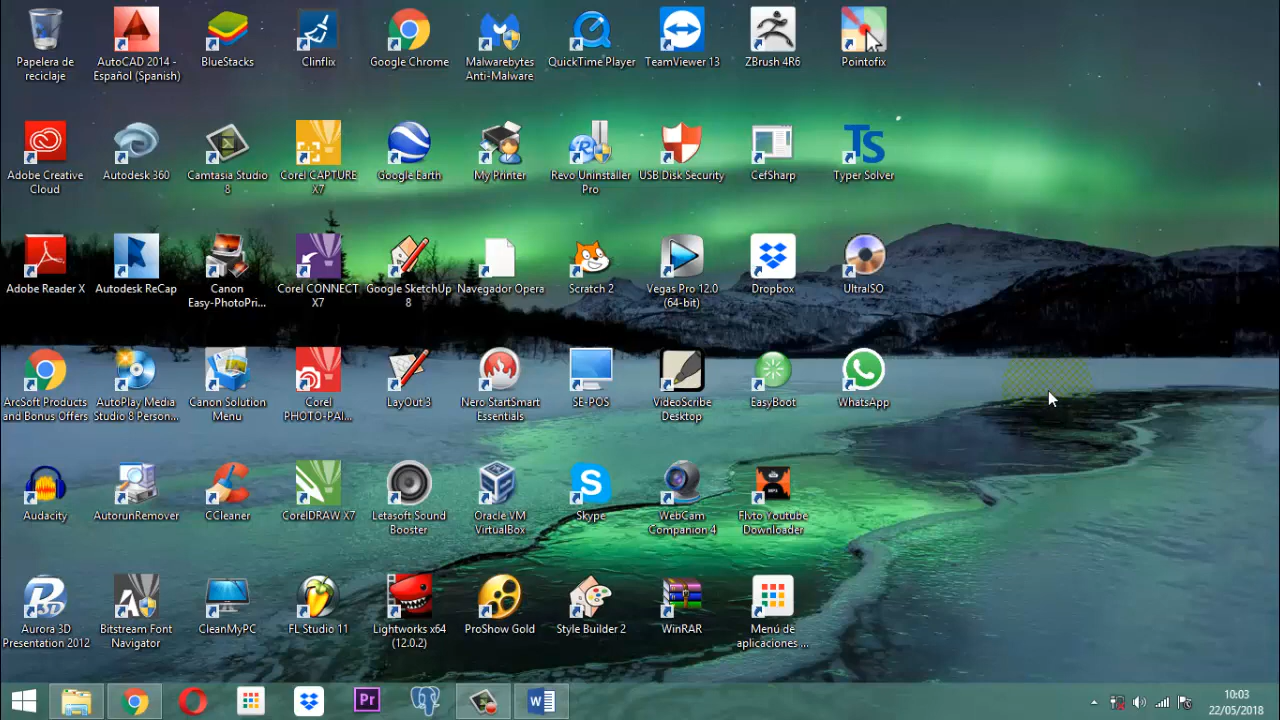 Papelera de
reciclaje
AutoCAD 2014 -
Español (Spanish)
BlueStacks
Clinflix
Google Chrome
Malwarebytes
Anti-Malware
QuickTime Player
TeamViewer 13
ZBrush 4R6
Pointofix
Adobe Creative
Cloud
Autodesk 360
Camtasia Studio
8
Corel CAPTURE
X7
Google Earth
My Printer
Revo Uninstaller
Pro
USB Disk Security
CefSharp
TS
Typer Solver
Adobe Reader X
Autodesk ReCap
Canon
Easy-PhotoPri...
Corel CONNECT
X7
Google SketchUp
8
Navegador Opera
Scratch 2
Vegas Pro 12.0
(64-bit)
Dropbox
UltraISO
ArcSoft Products
and Bonus Offers
AutoPlay Media
Studio 8 Person...
Canon Solution
Menu
Corel
PHOTO-PAI...
LayOut 3
Nero StartSmart
Essentials
SE-POS
VideoScribe
Desktop
EasyBoot
WhatsApp
Audacity
AutorunRemover
CCleaner
CorelDRAW X7
Letasoft Sound
Booster
Oracle VM
VirtualBox
Skype
WebCam
Companion 4
Flvto Youtube
Downloader
Aurora 3D
Presentation 2012
Bitstream Font
Navigator
CleanMyPC
FL Studio 11
Lightworks x64
(12.0.2)
ProShow Gold
Style Builder 2
WinRAR
Menú de
aplicaciones ...
Pr
W
10:03
22/05/2018